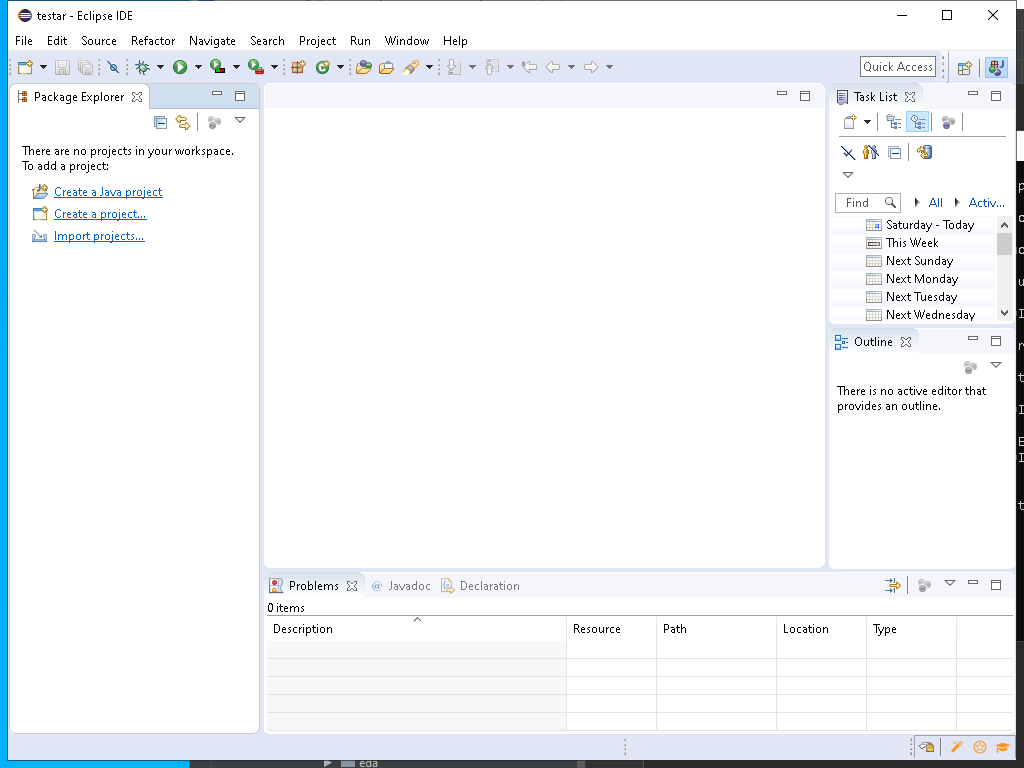 testar - Eclipse IDE
File Edit Source Refactor Navigate Search Project Run Window Help
Quick Access
Package Explorer
There are no projects in your workspace.
To add a project:
Create a Java project
Create a project...
Import projects...
Task List
Find All Activ...
Saturday - Today
This Week
Next Sunday
Next Monday
Next Tuesday
Next Wednesday
Outline
There is no active editor that
provides an outline.
Problems @ Javadoc Declaration
0 items
Description Resource Path Location Type
eda